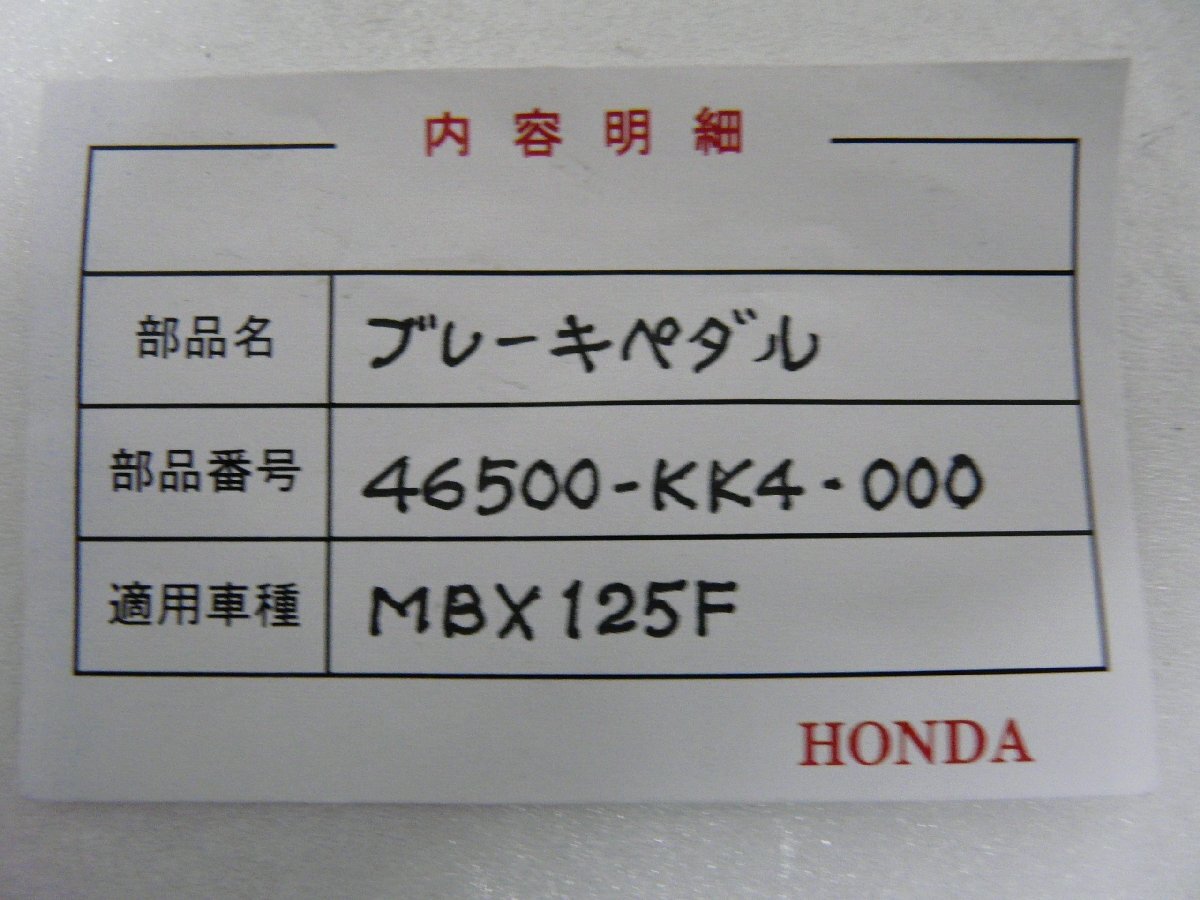 内容明細
部品名 ブレーキペダル
部品番号 46500-KK4-000
適用車種 MBX125F
HONDA